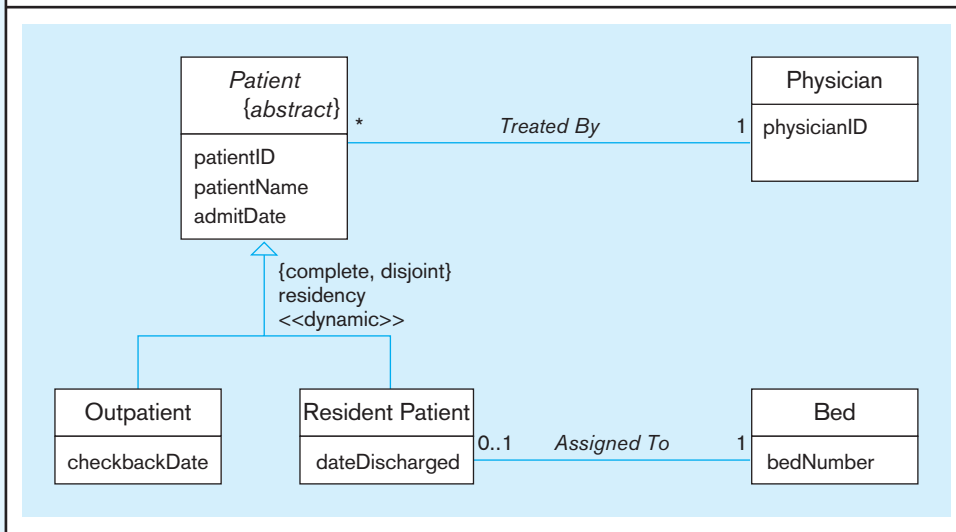 Patient
{abstract}
patientID
patientName
admitDate
*
Treated By
1
Physician
physicianID
{complete, disjoint}
residency
<<dynamic>>
Outpatient
checkbackDate
Resident Patient
dateDischarged
0..1
Assigned To
1
Bed
bedNumber